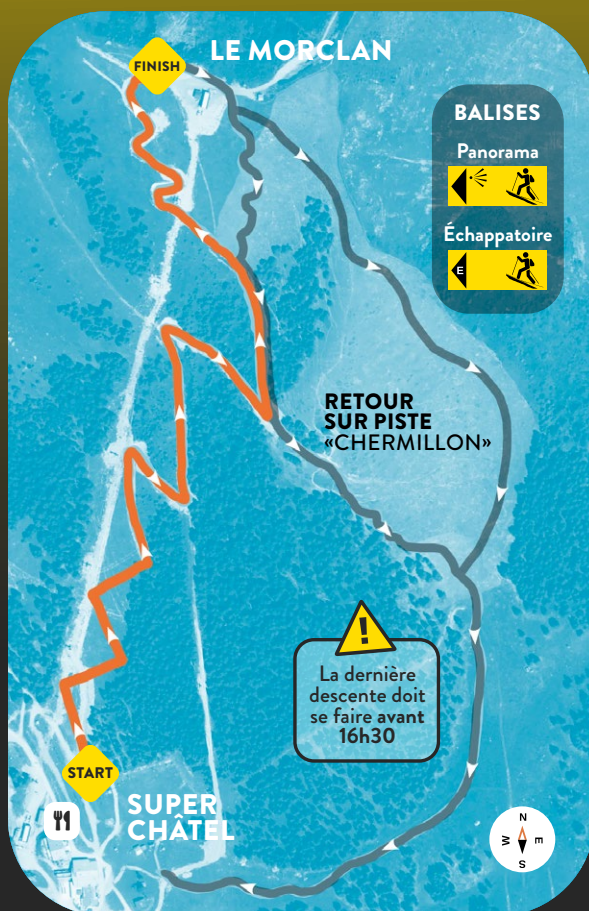 LE MORCLAN
FINISH
BALISES
Panorama
Échappatoire
E
RETOUR
SUR PISTE
«CHERMILLON»
!
La dernière
descente doit
se faire avant
16h30
START
SUPER
CHÂTEL
N
W E
S